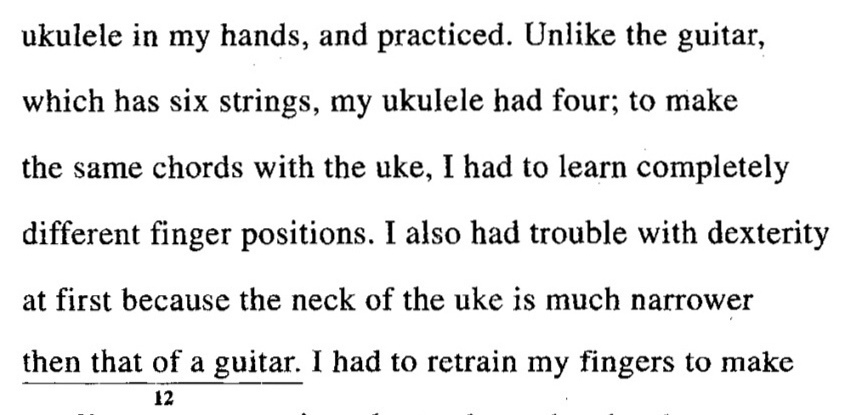 ukulele in my hands, and practiced. Unlike the guitar,
which has six strings, my ukulele had four; to make
the same chords with the uke, I had to learn completely
different finger positions. I also had trouble with dexterity
at first because the neck of the uke is much narrower
then that of a guitar. I had to retrain my fingers to make
12